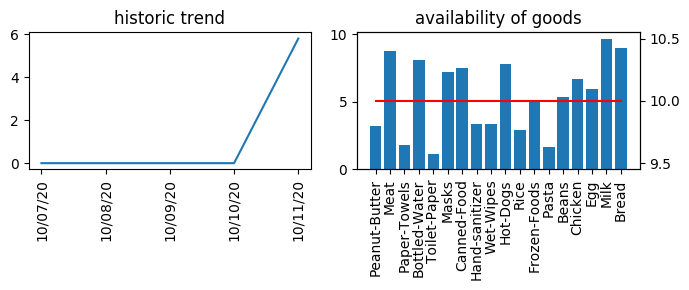 historic trend
6
4
2
0
10/07/20
10/08/20
10/09/20
10/10/20
10/11/20
availability of goods
10
5
0
10.5
10.0
9.5
Peanut-Butter
Meat
Paper-Towels
Bottled-Water
Toilet-Paper
Masks
Canned-Food
Hand-sanitizer
Wet-Wipes
Hot-Dogs
Rice
Frozen-Foods
Pasta
Beans
Chicken
Egg
Milk
Bread